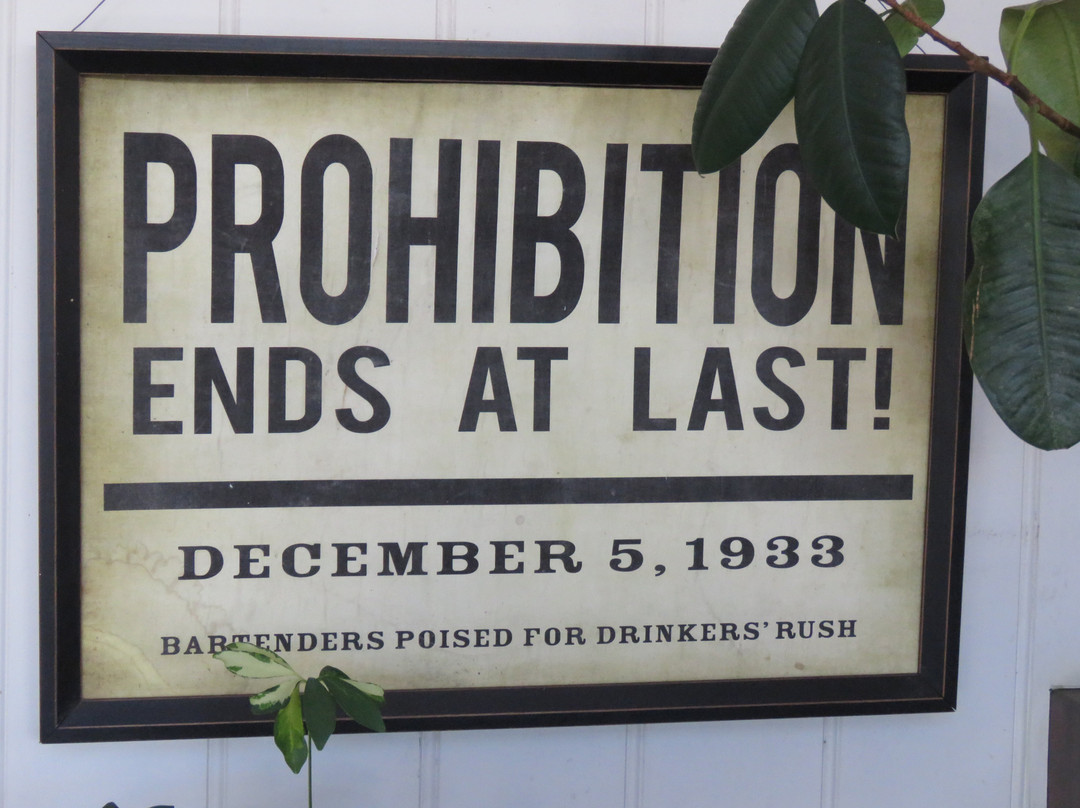 PROHIBITION
ENDS AT LAST!
DECEMBER 5, 1933
BARTENDERS POISED FOR DRINKERS' RUSH